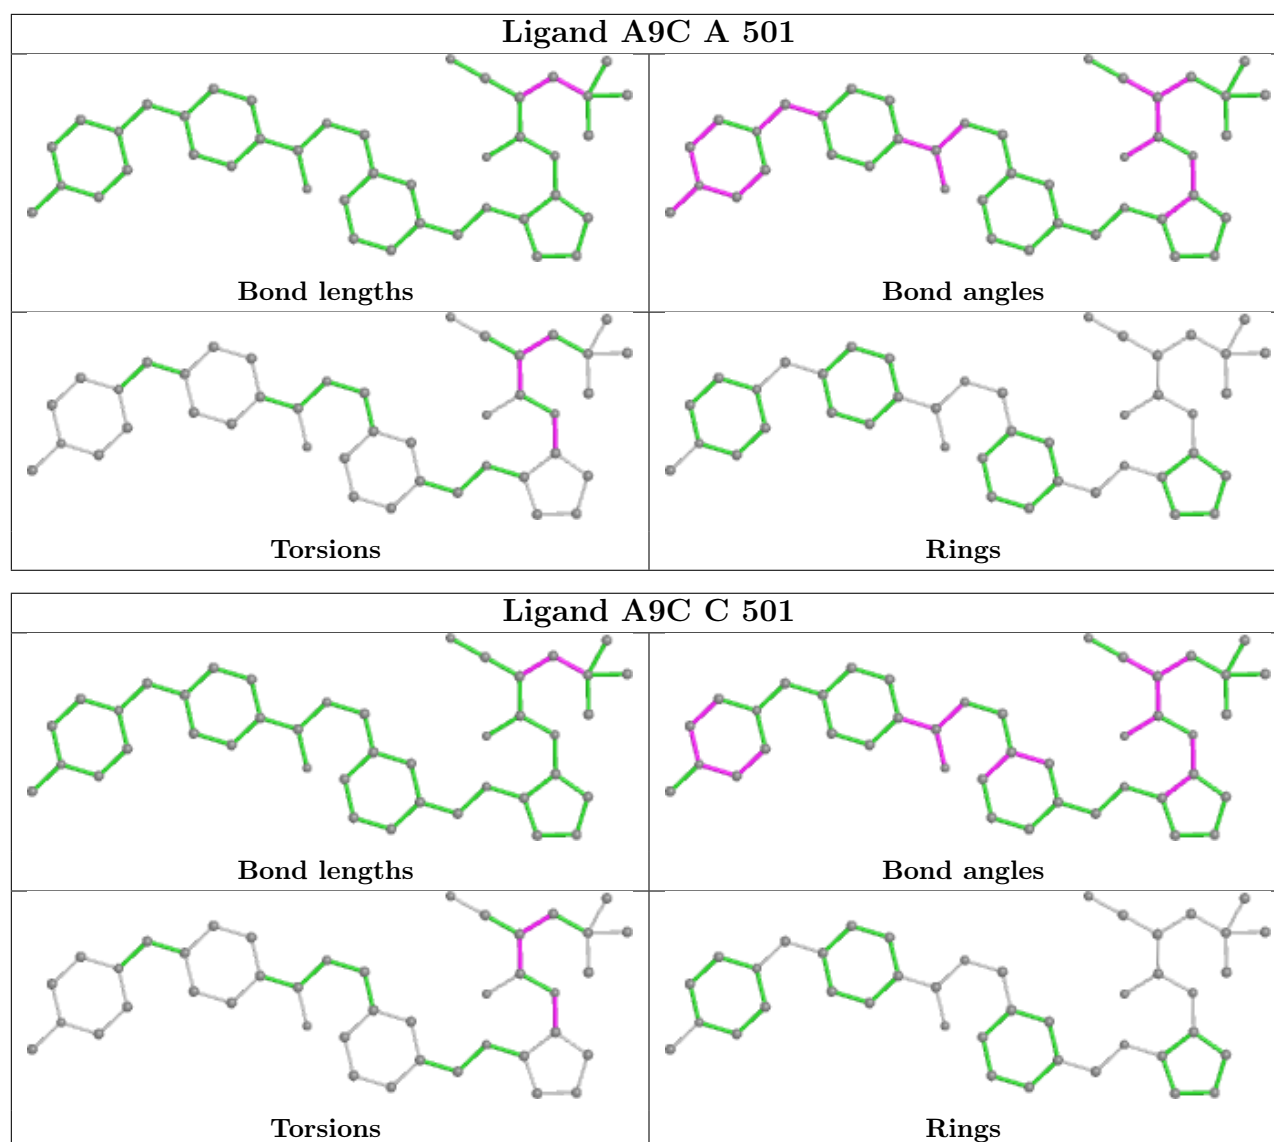 Ligand A9C A 501
Bond lengths
Bond angles
Torsions
Rings
Ligand A9C C 501
Bond lengths
Bond angles
Torsions
Rings